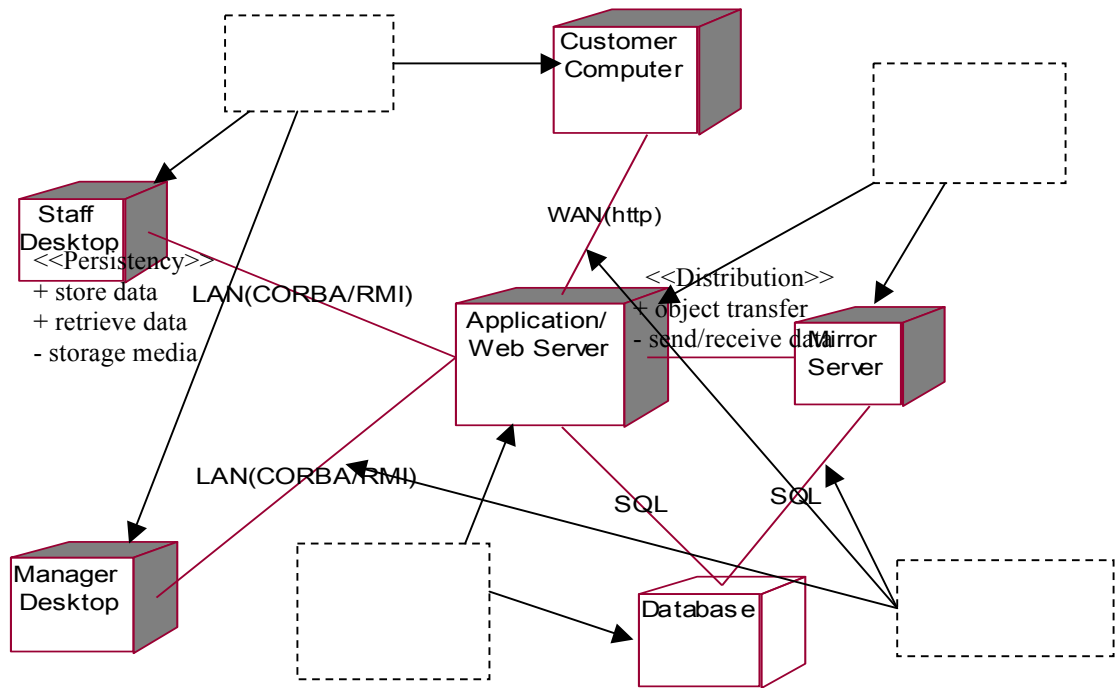 Customer
Computer
WAN(http)
Staff
Desktop
<<Persistency>>
+ store data
+ retrieve data
- storage media
LAN(CORBA/RMI)
<<Distribution>>
+ object transfer
- send/receive data
Application/
Web Server
Mirror
Server
LAN(CORBA/RMI)
SQL
SQL
Manager
Desktop
Database